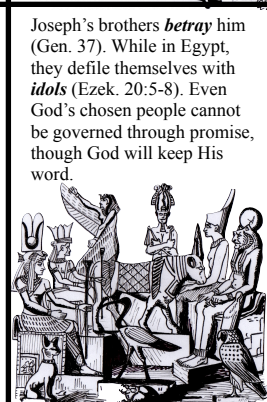 Joseph’s brothers betray him
(Gen. 37). While in Egypt,
they defile themselves with
idols (Ezek. 20:5-8). Even
God’s chosen people cannot
be governed through promise,
though God will keep His
word.